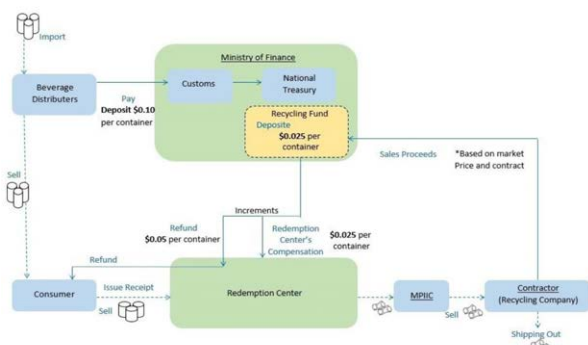 Import
Ministry of Finance
Beverage
Distributers
Customs
National
Treasury
Pay
Deposit $0.10
per container
Recycling Fund
Deposite
$0.025 per
container
Sales Proceeds
*Based on market
Price and contract
Sell
Increments
Refund
$0.05 per container
Redemption
Center's
Compensation
$0.025 per
container
Refund
Consumer
Issue Receipt
Sell
Redemption Center
MPIIC
Sell
Contractor
(Recycling Company)
Shipping Out